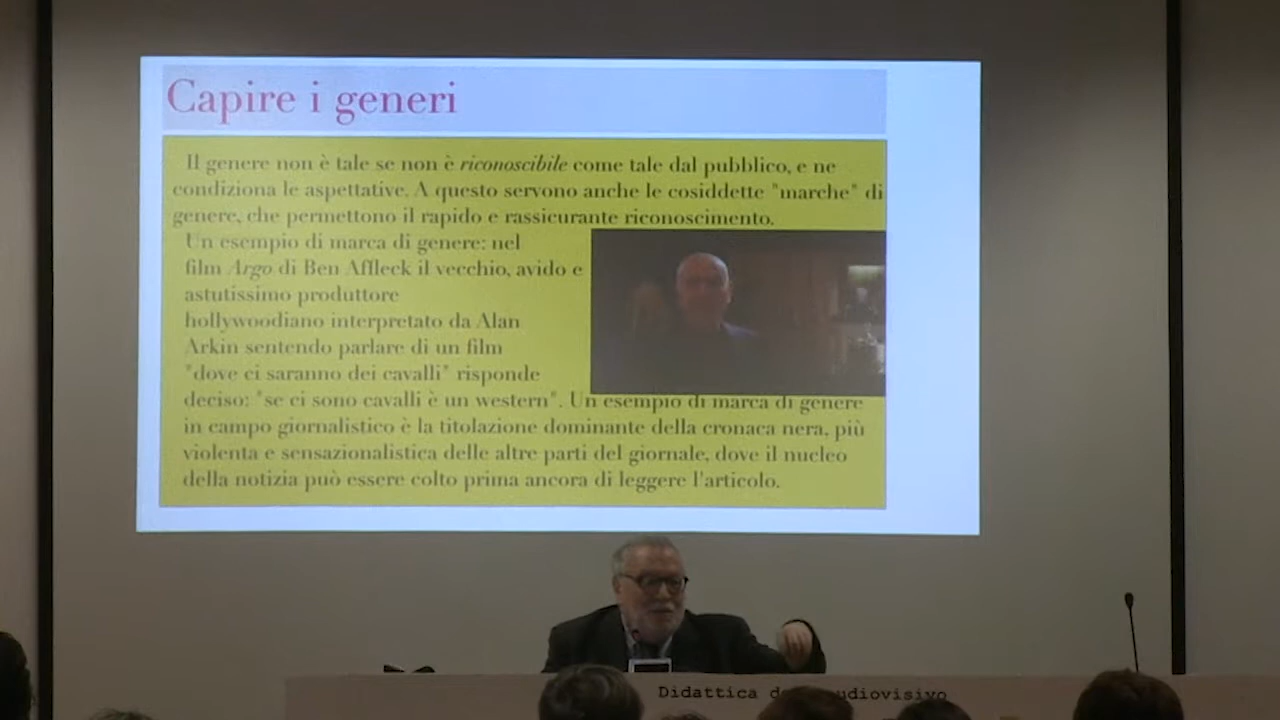 Capire i generi
Il genere non è tale se non è riconoscibile come tale dal pubblico, e ne
condiziona le aspettative. A questo servono anche le cosiddette "marche" di
genere, che permettono il rapido e rassicurante riconoscimento.
Un esempio di marca di genere: nel
film Argo di Ben Affleck il vecchio, avido e
astutissimo produttore
hollywoodiano interpretato da Alan
Arkin sentendo parlare di un film
"dove ci saranno dei cavalli" risponde
deciso: "se ci sono cavalli è un western". Un esempio di marca di genere
in campo giornalistico è la titolazione dominante della cronaca nera, più
violenta e sensazionalistica delle altre parti del giornale, dove il nucleo
della notizia può essere colto prima ancora di leggere l'articolo.
Didattica